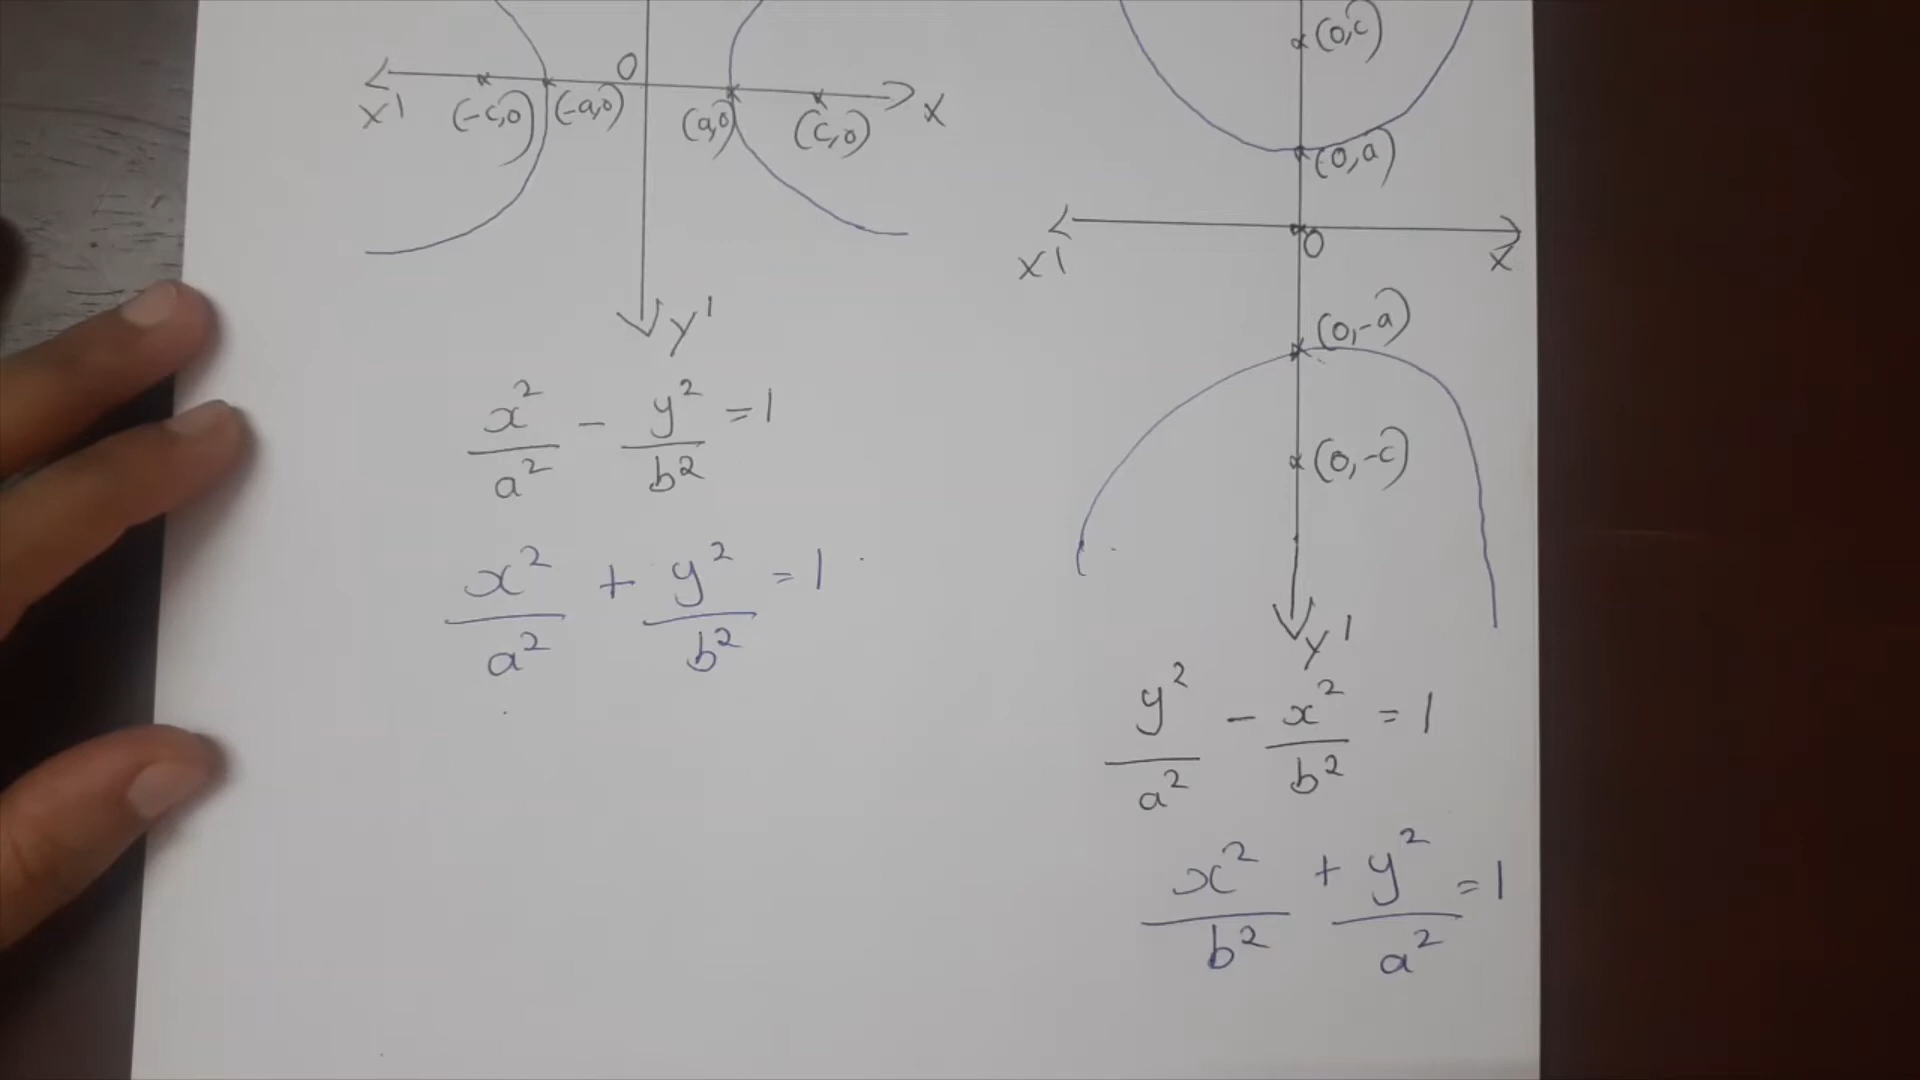 0
x'
(-c,0) (-a,0) (a,0) (c,0)
x
y'
x²/a² - y²/b² = 1
x²/a² + y²/b² = 1
(0,c)
(0,a)
x'
0
x
(0,-a)
(0,-c)
y'
y²/a² - x²/b² = 1
x²/b² + y²/a² = 1